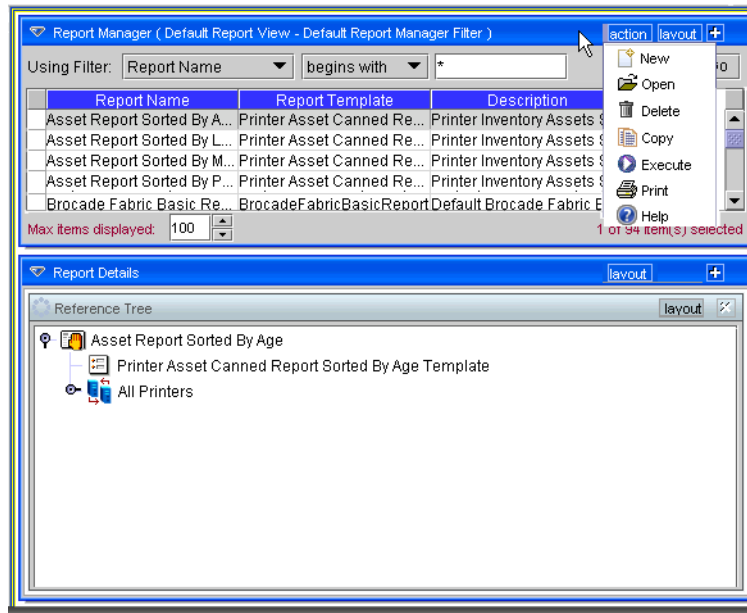 Report Manager ( Default Report View - Default Report Manager Filter ) action layout
Using Filter: Report Name begins with *
New
Open
Delete
Copy
Execute
Print
Help
Report Name Report Template Description
Asset Report Sorted By A... Printer Asset Canned Re... Printer Inventory Assets S
Asset Report Sorted By L... Printer Asset Canned Re... Printer Inventory Assets S
Asset Report Sorted By M... Printer Asset Canned Re... Printer Inventory Assets S
Asset Report Sorted By P... Printer Asset Canned Re... Printer Inventory Assets S
Brocade Fabric Basic Re... BrocadeFabricBasicReport Default Brocade Fabric E
Max items displayed: 100 1 of 94 item(s) selected
Report Details layout
Reference Tree layout
Asset Report Sorted By Age
Printer Asset Canned Report Sorted By Age Template
All Printers